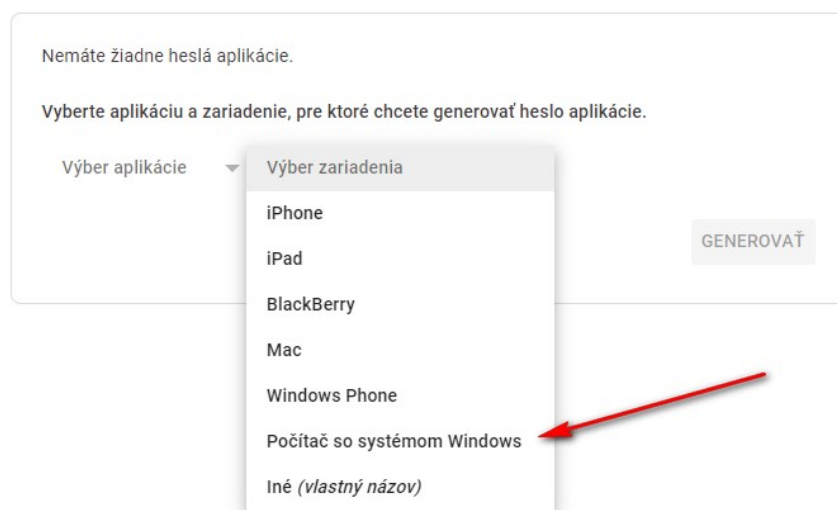 Nemáte žiadne heslá aplikácie.
Vyberte aplikáciu a zariadenie, pre ktoré chcete generovať heslo aplikácie.
Výber aplikácie
Výber zariadenia
iPhone
iPad
BlackBerry
Mac
Windows Phone
Počítač so systémom Windows
Iné (vlastný názov)
GENEROVAŤ